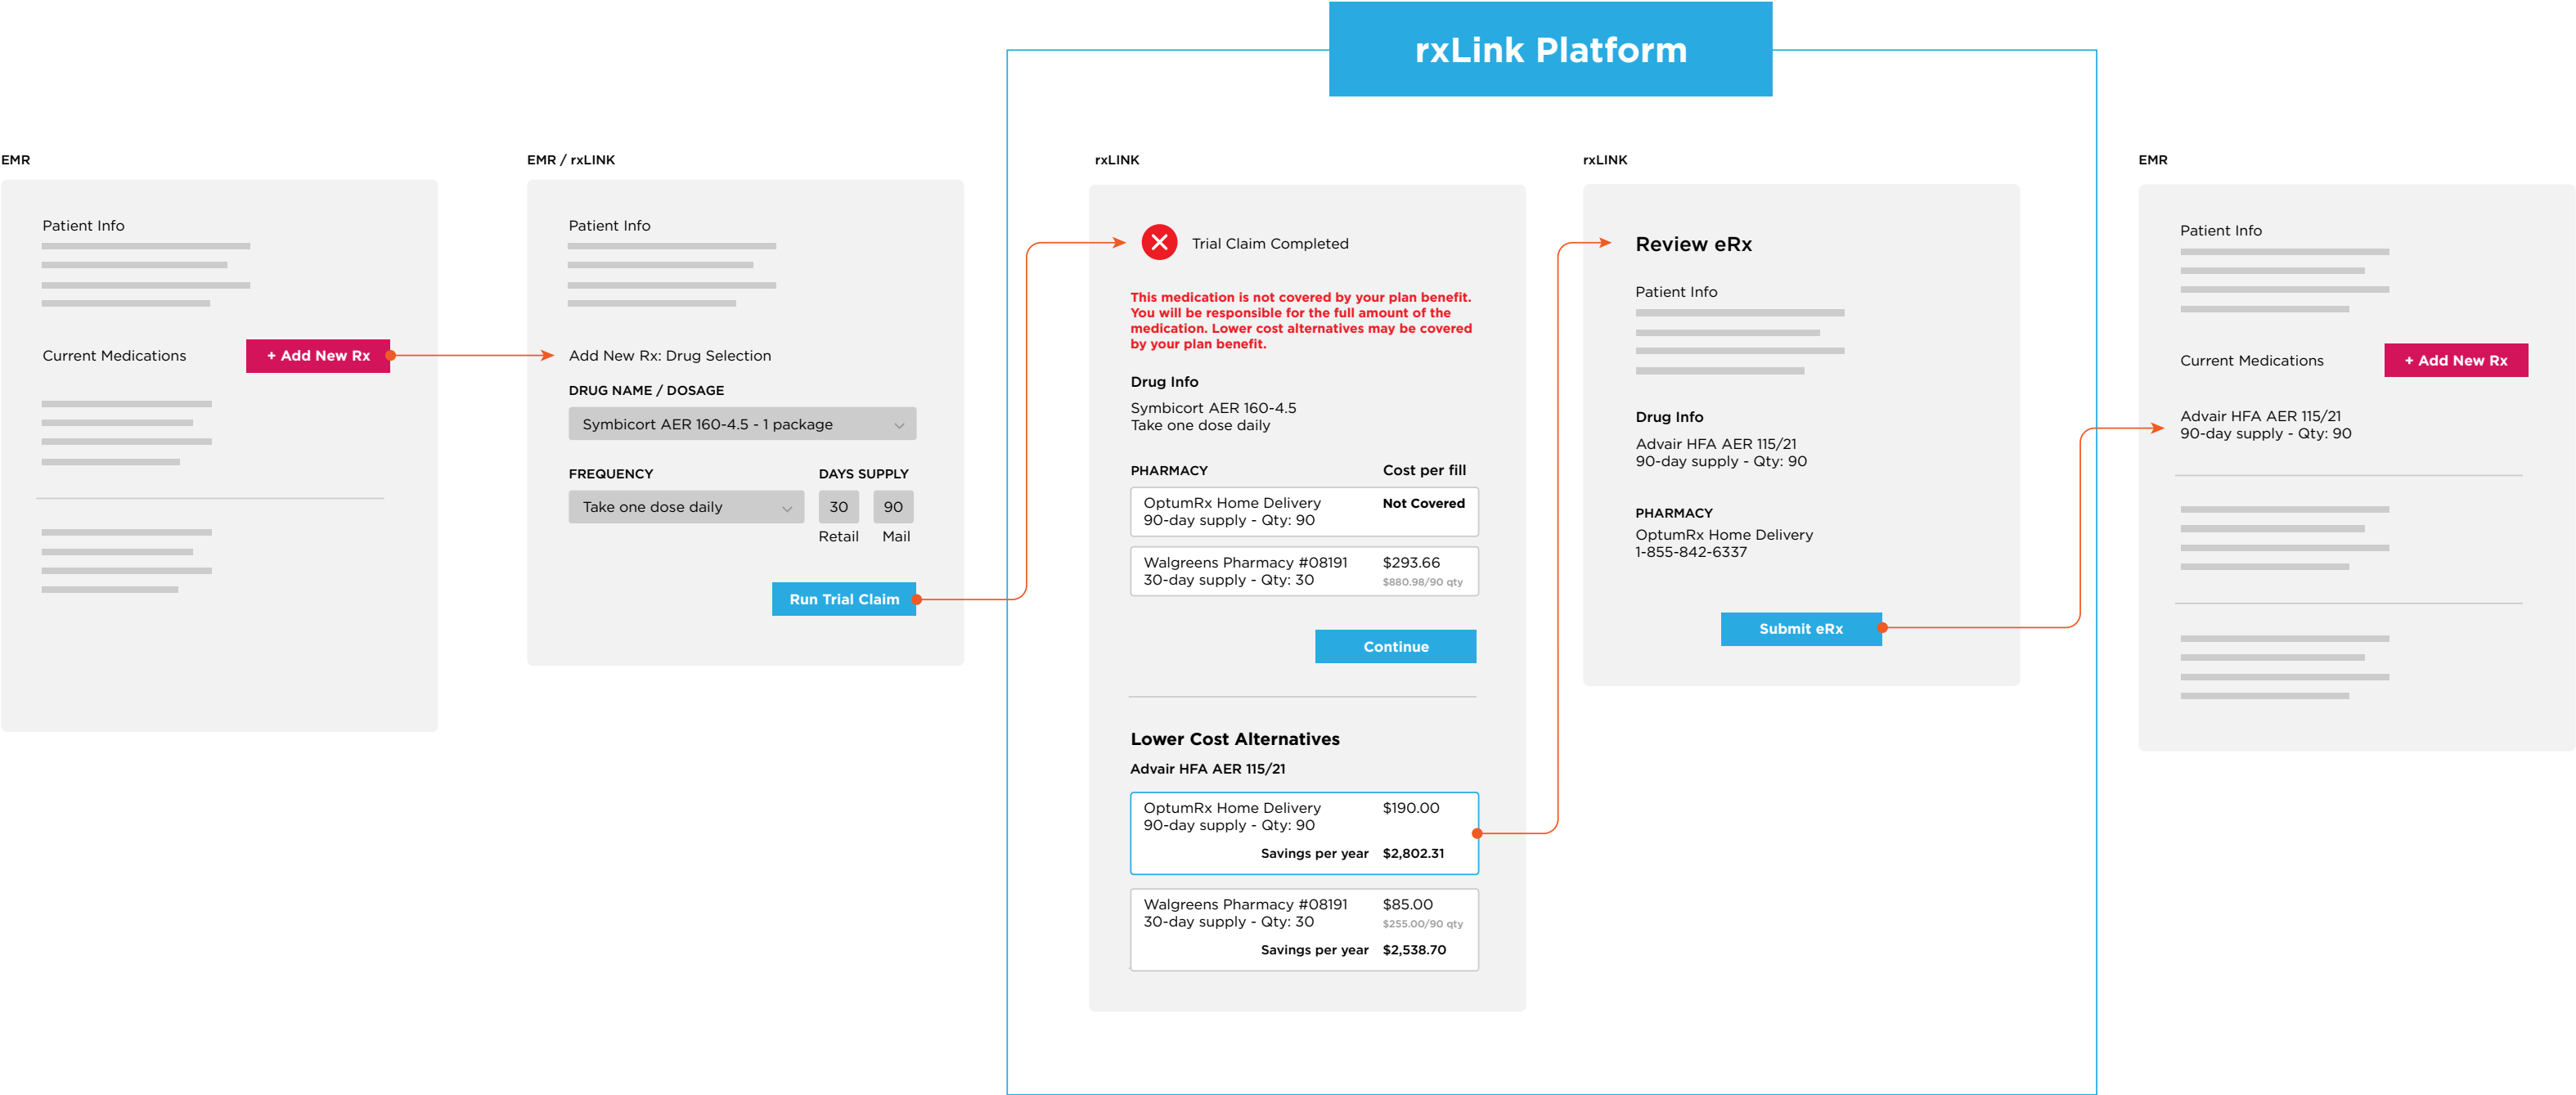 rxLink Platform
EMR
Patient Info
Current Medications
+ Add New Rx
EMR / rxLINK
Patient Info
Add New Rx: Drug Selection
DRUG NAME / DOSAGE
Symbicort AER 160-4.5 - 1 package
FREQUENCY
DAYS SUPPLY
Take one dose daily
30
90
Retail
Mail
Run Trial Claim
rxLINK
Trial Claim Completed
This medication is not covered by your plan benefit.
You will be responsible for the full amount of the
medication. Lower cost alternatives may be covered
by your plan benefit.
Drug Info
Symbicort AER 160-4.5
Take one dose daily
PHARMACY
Cost per fill
OptumRx Home Delivery
Not Covered
90-day supply - Qty: 90
Walgreens Pharmacy #08191
$293.66
30-day supply - Qty: 30
$880.98/90 qty
Continue
Lower Cost Alternatives
Advair HFA AER 115/21
OptumRx Home Delivery
$190.00
90-day supply - Qty: 90
Savings per year
$2,802.31
Walgreens Pharmacy #08191
$85.00
30-day supply - Qty: 30
$255.00/90 qty
Savings per year
$2,538.70
rxLINK
Review eRx
Patient Info
Drug Info
Advair HFA AER 115/21
90-day supply - Qty: 90
PHARMACY
OptumRx Home Delivery
1-855-842-6337
Submit eRx
EMR
Patient Info
Current Medications
+ Add New Rx
Advair HFA AER 115/21
90-day supply - Qty: 90